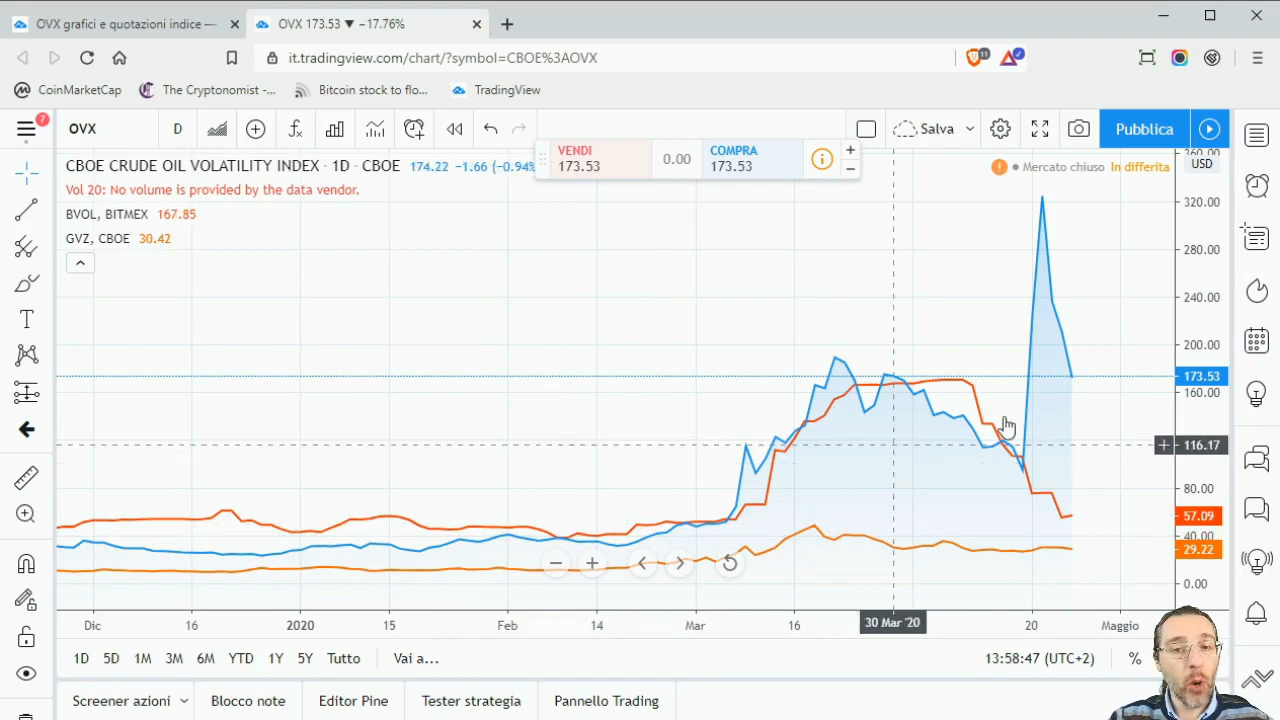 OVX grafici e quotazioni indice —
OVX 173.53 ▼ −17.76%
it.tradingview.com/chart/?symbol=CBOE%3AOVX
11
CoinMarketCap
The Cryptonomist -...
Bitcoin stock to flo...
TradingView
7
OVX
D
Salva
Pubblica
VENDI
173.53
0.00
COMPRA
173.53
CBOE CRUDE OIL VOLATILITY INDEX · 1D · CBOE 174.22 −1.66 (−0.94%
Mercato chiuso In differita
USD
Vol 20: No volume is provided by the data vendor.
BVOL, BITMEX 167.85
GVZ, CBOE 30.42
360.00
320.00
280.00
240.00
200.00
173.53
160.00
116.17
80.00
57.09
40.00
29.22
0.00
Dic 16 2020 15 Feb 14 Mar 16 30 Mar '20 20 Maggio
1D 5D 1M 3M 6M YTD 1Y 5Y Tutto Vai a... 13:58:47 (UTC+2) %
Screener azioni Blocco note Editor Pine Tester strategia Pannello Trading